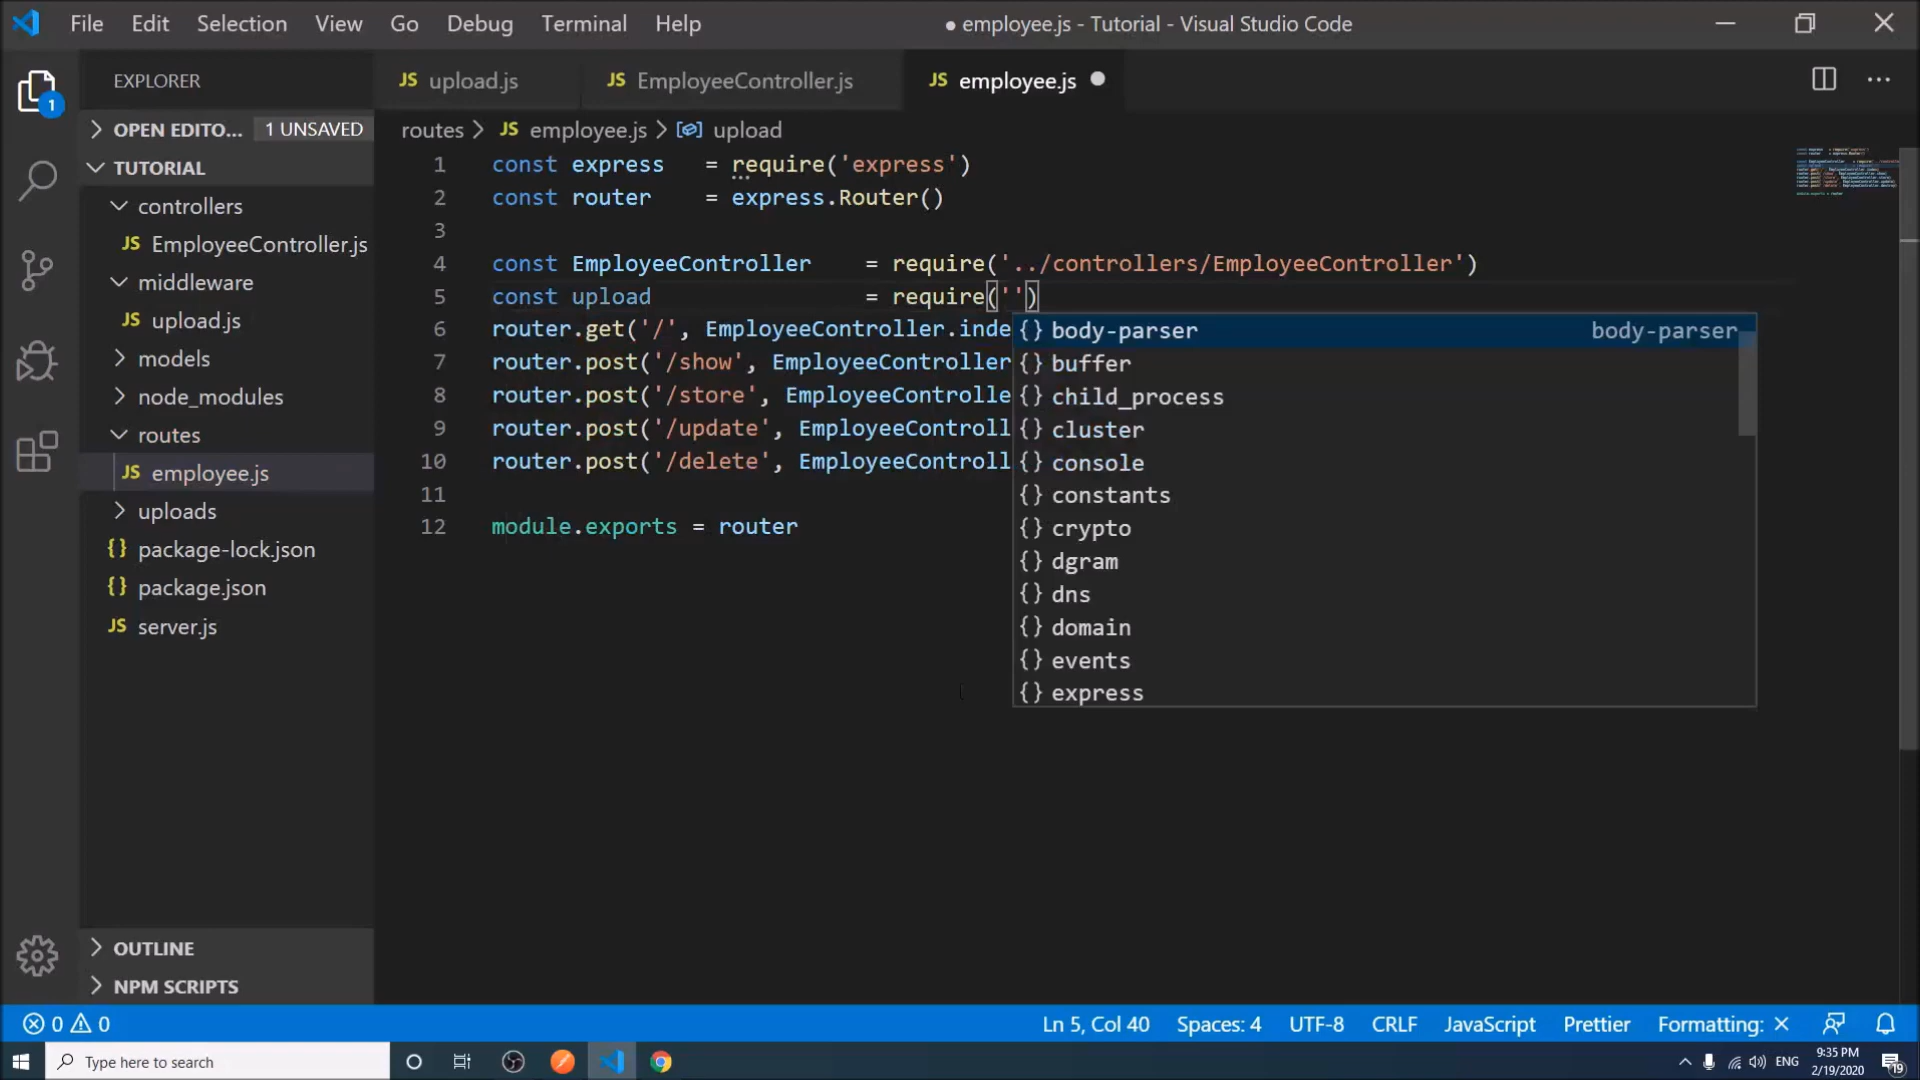 File Edit Selection View Go Debug Terminal Help ● employee.js - Tutorial - Visual Studio Code
EXPLORER
JS upload.js JS EmployeeController.js JS employee.js
1
OPEN EDITO... 1 UNSAVED
TUTORIAL
controllers
JS EmployeeController.js
middleware
JS upload.js
models
node_modules
routes
JS employee.js
uploads
{} package-lock.json
{} package.json
JS server.js
OUTLINE
NPM SCRIPTS
routes > JS employee.js > upload
1 const express = require('express')
2 const router = express.Router()
3
4 const EmployeeController = require('../controllers/EmployeeController')
5 const upload = require('')
6 router.get('/', EmployeeController.inde
7 router.post('/show', EmployeeController
8 router.post('/store', EmployeeControlle
9 router.post('/update', EmployeeControll
10 router.post('/delete', EmployeeControll
11
12 module.exports = router
{} body-parser body-parser
{} buffer
{} child_process
{} cluster
{} console
{} constants
{} crypto
{} dgram
{} dns
{} domain
{} events
{} express
0 0 Ln 5, Col 40 Spaces: 4 UTF-8 CRLF JavaScript Prettier Formatting: ×
Type here to search ENG 9:35 PM
2/19/2020 19